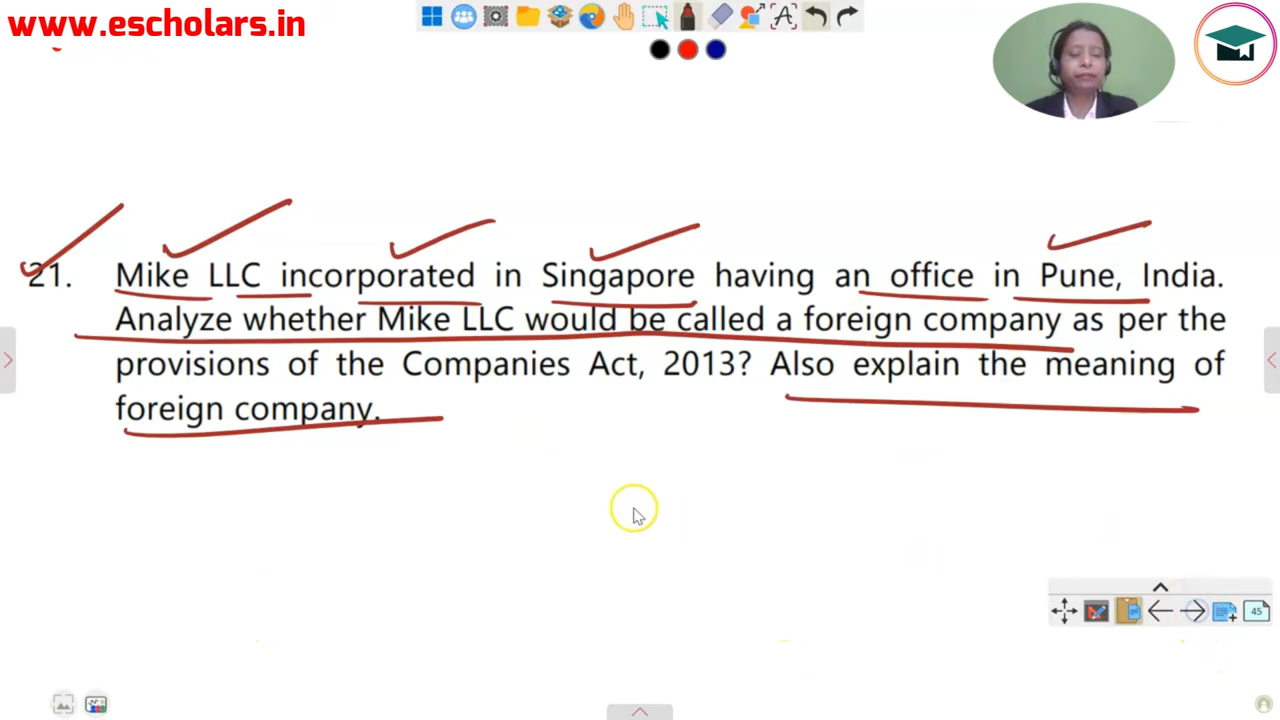 www.escholars.in
21. Mike LLC incorporated in Singapore having an office in Pune, India.
Analyze whether Mike LLC would be called a foreign company as per the
provisions of the Companies Act, 2013? Also explain the meaning of
foreign company.
45